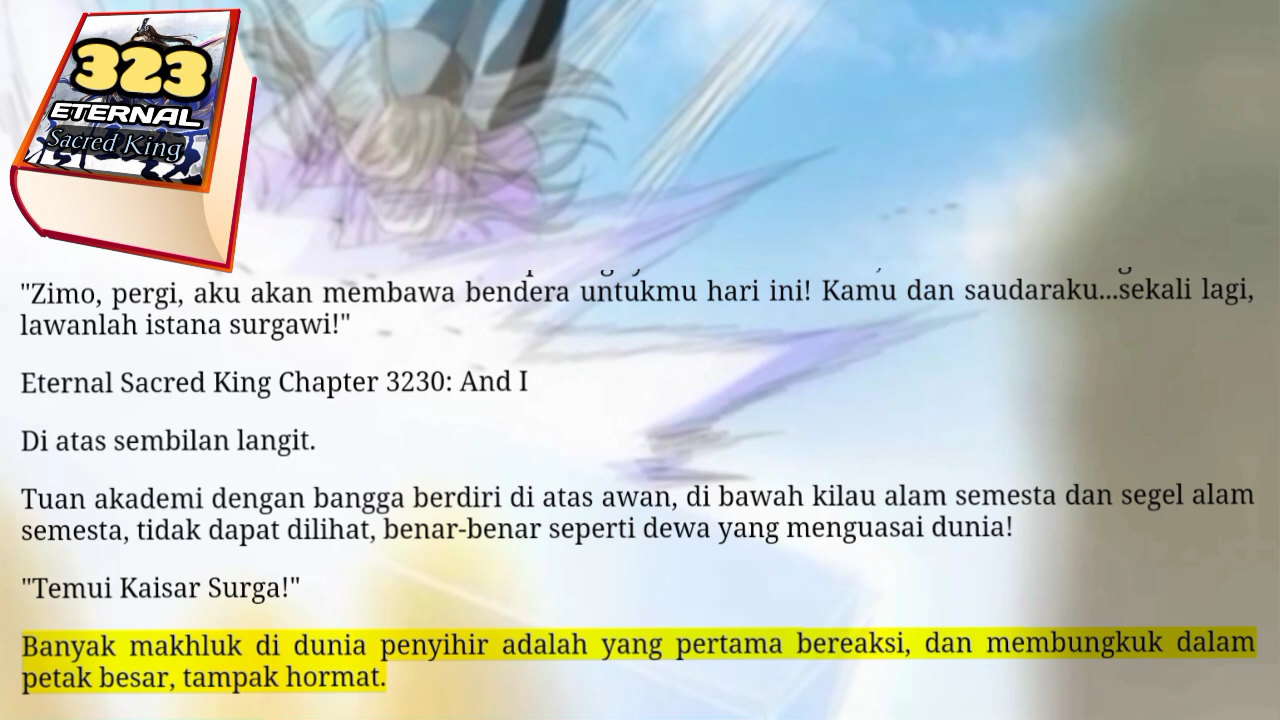 323
ETERNAL
Sacred King
"Zimo, pergi, aku akan membawa bendera untukmu hari ini! Kamu dan saudaraku...sekali lagi,
lawanlah istana surgawi!"
Eternal Sacred King Chapter 3230: And I
Di atas sembilan langit.
Tuan akademi dengan bangga berdiri di atas awan, di bawah kilau alam semesta dan segel alam
semesta, tidak dapat dilihat, benar-benar seperti dewa yang menguasai dunia!
"Temui Kaisar Surga!"
Banyak makhluk di dunia penyihir adalah yang pertama bereaksi, dan membungkuk dalam
petak besar, tampak hormat.